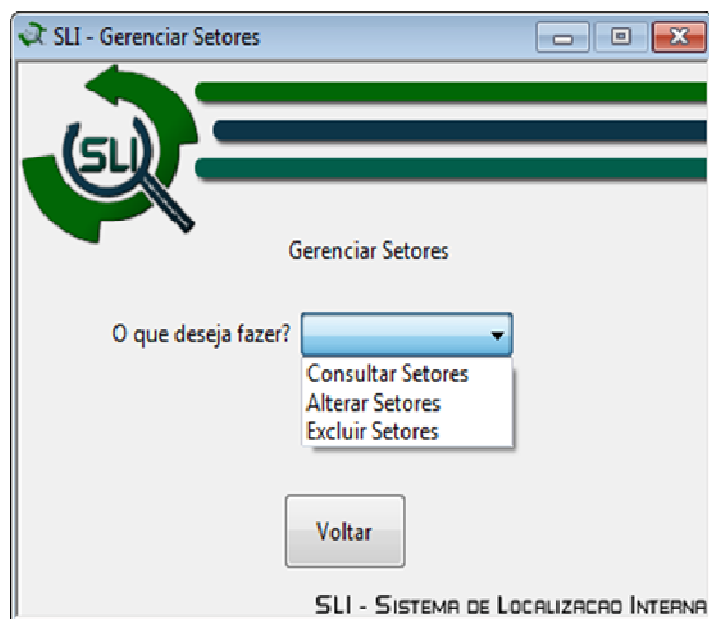 SLI - Gerenciar Setores
SLI
Gerenciar Setores
O que deseja fazer?
Consultar Setores
Alterar Setores
Excluir Setores
Voltar
SLI - SISTEMA DE LOCALIZACAO INTERNA